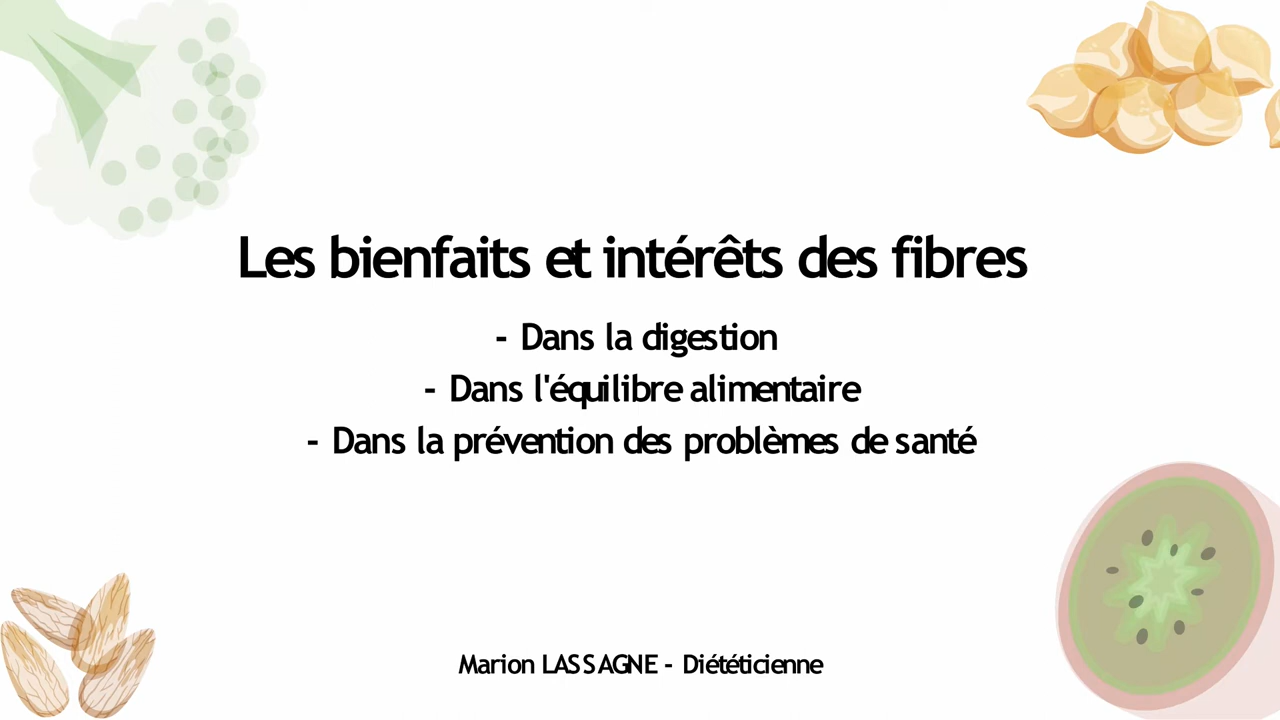 Les bienfaits et intérêts des fibres
- Dans la digestion
- Dans l'équilibre alimentaire
- Dans la prévention des problèmes de santé
Marion LASSAGNE - Diététicienne